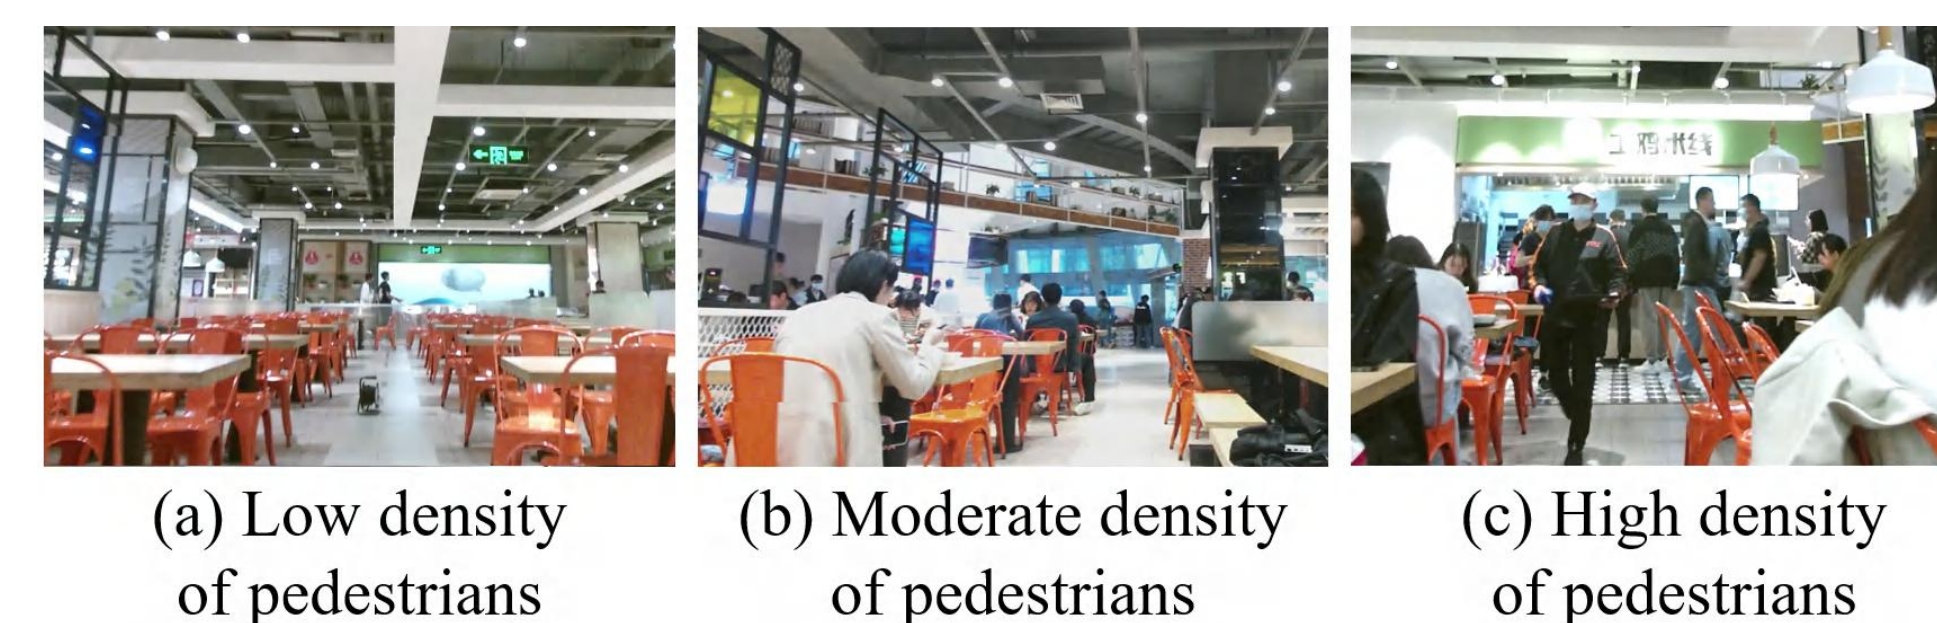 (a) Low density
of pedestrians
(b) Moderate density
of pedestrians
(c) High density
of pedestrians